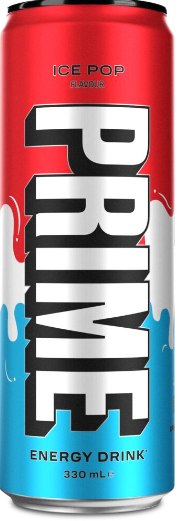 ICE POP
FLAVOUR
PRIME
ENERGY DRINK
330 mL